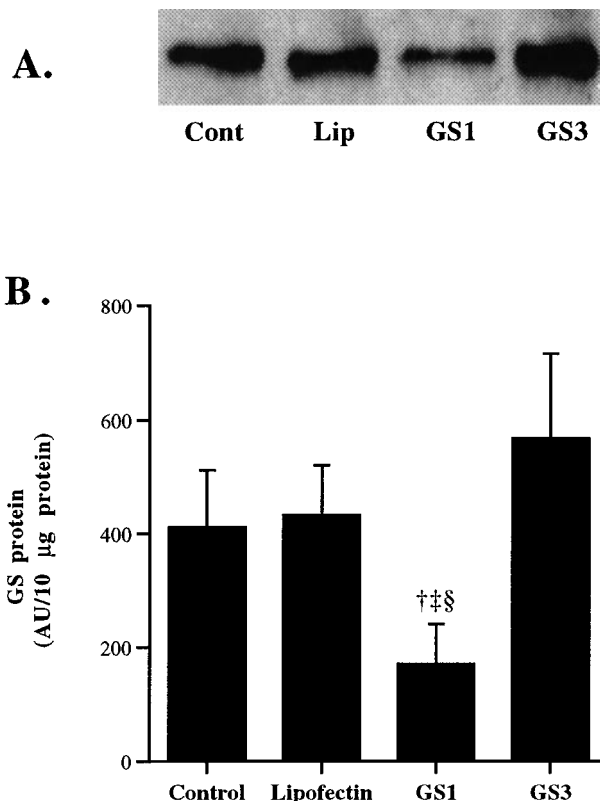 A.
Cont Lip GS1 GS3
B.
800
600
400
200
0
GS protein
(AU/10 µg protein)
†‡§
Control Lipofectin GS1 GS3